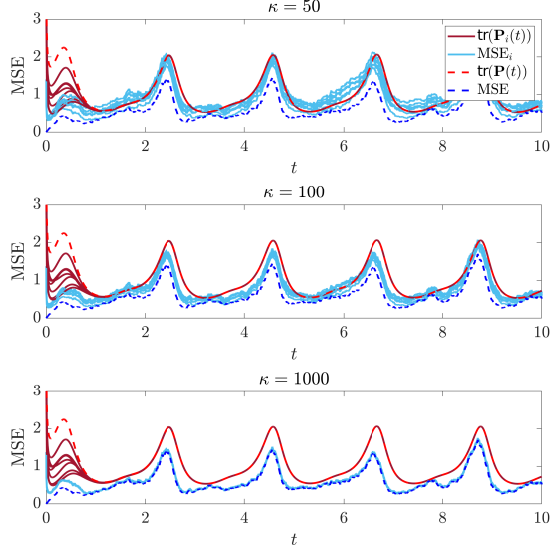 κ = 50
3
2
1
0
MSE
tr(P_i(t))
MSE_i
tr(P(t))
MSE
0 2 4 6 8 10
t
κ = 100
3
2
1
0
MSE
0 2 4 6 8 10
t
κ = 1000
3
2
1
0
MSE
0 2 4 6 8 10
t